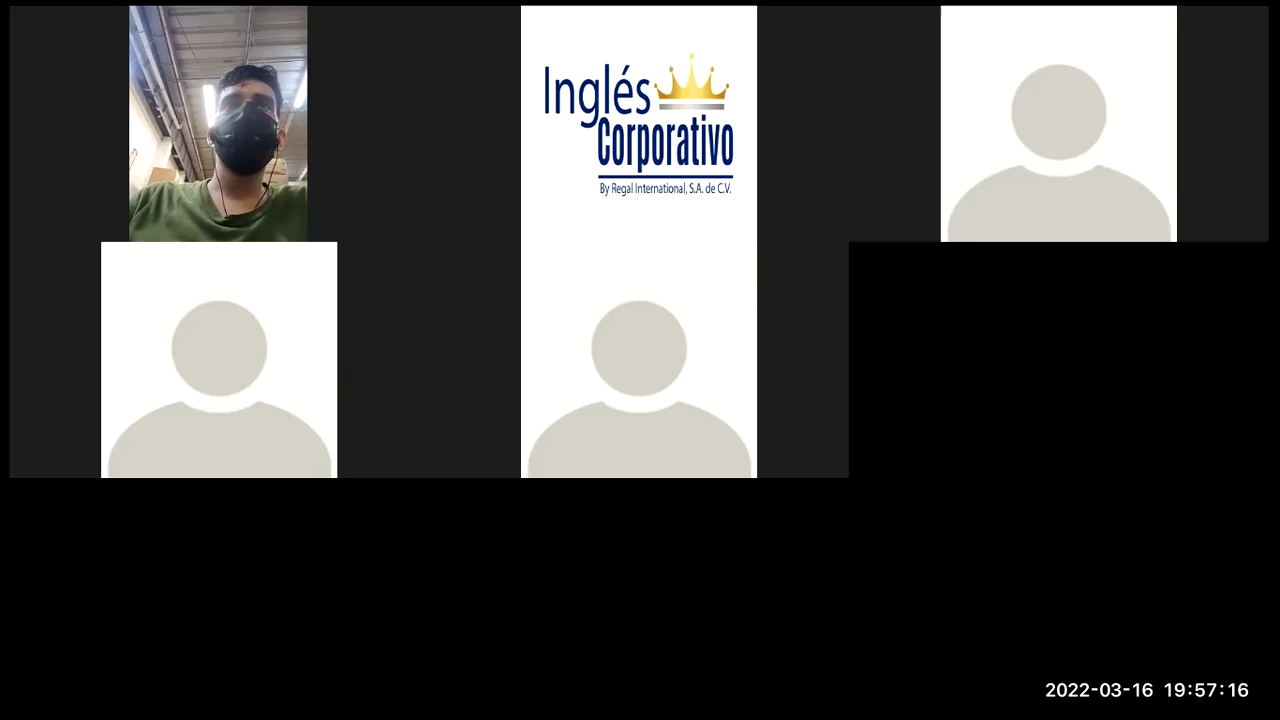 Inglés
Corporativo
By Regal International, S.A. de C.V.
2022-03-16 19:57:16